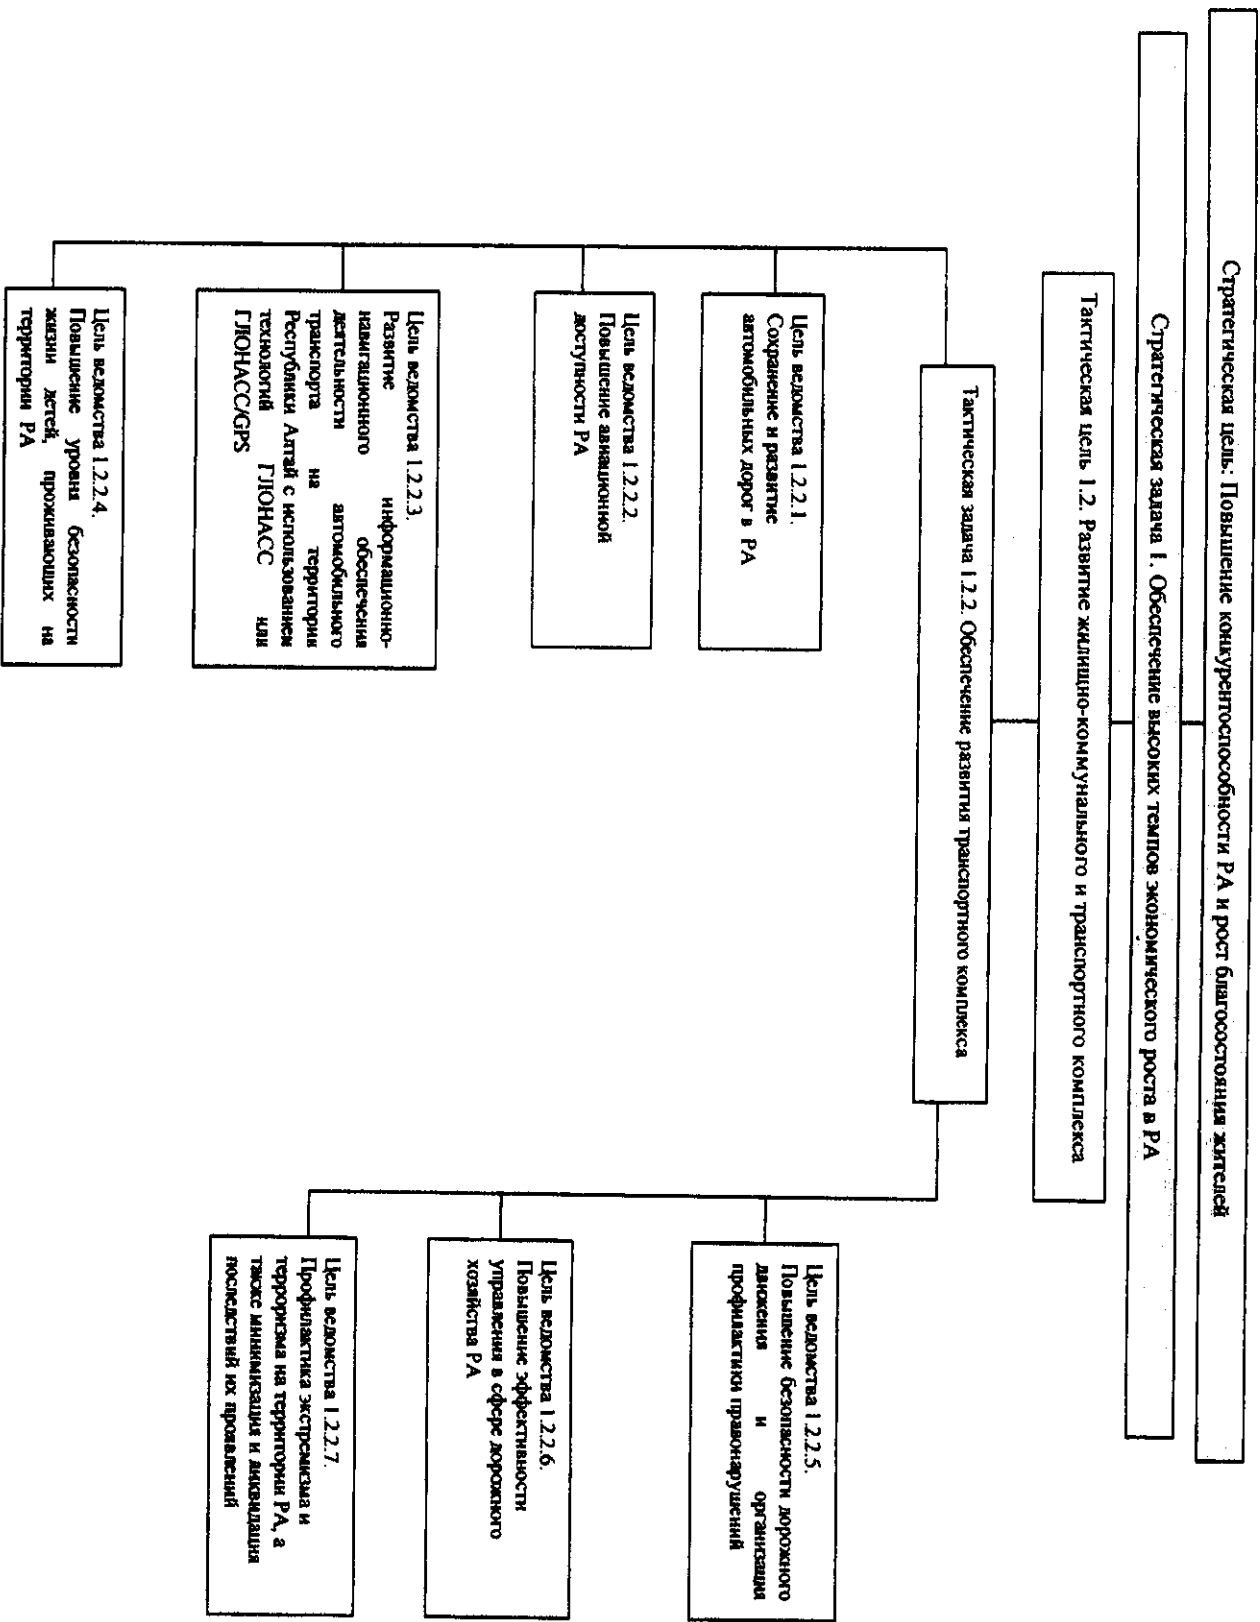 Стратегическая цель: Повышение конкурентоспособности РА и рост благосостояния жителей
Стратегическая задача 1. Обеспечение высоких темпов экономического роста в РА
Тактическая цель 1.2. Развитие жилищно-коммунального и транспортного комплекса
Тактическая задача 1.2.2. Обеспечение развития транспортного комплекса
Цель ведомства 1.2.2.1.
Сохранение и развитие
автомобильных дорог в РА
Цель ведомства 1.2.2.2.
Повышение авиационной
доступности РА
Цель ведомства 1.2.2.3.
Развитие информационно-
навигационного обеспечения
деятельности автомобильного
транспорта на территории
Республики Алтай с использованием
технологий ГЛОНАСС или
ГЛОНАСС/GPS
Цель ведомства 1.2.2.4.
Повышение уровня безопасности
жизни детей, проживающих на
территории РА
Цель ведомства 1.2.2.5.
Повышение безопасности дорожного
движения и организация
профилактики правонарушений
Цель ведомства 1.2.2.6.
Повышение эффективности
управления в сфере дорожного
хозяйства РА
Цель ведомства 1.2.2.7.
Профилактика экстремизма и
терроризма на территории РА, а
также минимизация и ликвидация
последствий их проявлений